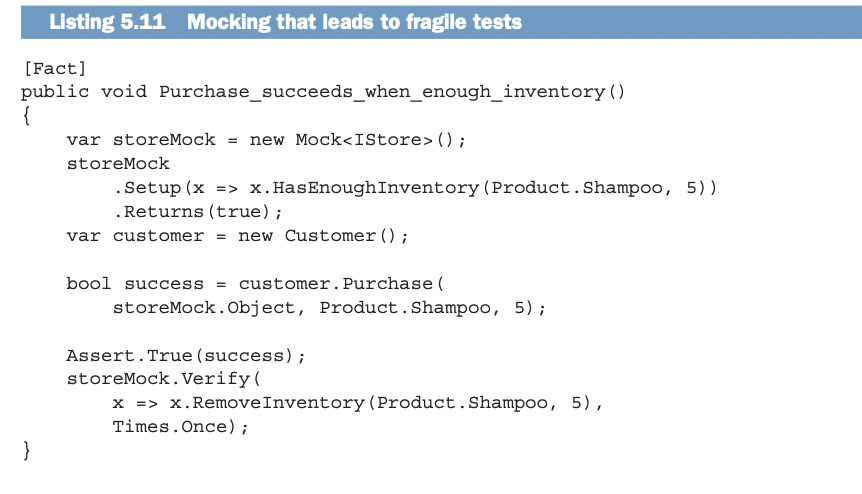 Listing 5.11 Mocking that leads to fragile tests
[Fact]
public void Purchase_succeeds_when_enough_inventory()
{
    var storeMock = new Mock<IStore>();
    storeMock
        .Setup(x => x.HasEnoughInventory(Product.Shampoo, 5))
        .Returns(true);
    var customer = new Customer();

    bool success = customer.Purchase(
        storeMock.Object, Product.Shampoo, 5);

    Assert.True(success);
    storeMock.Verify(
        x => x.RemoveInventory(Product.Shampoo, 5),
        Times.Once);
}